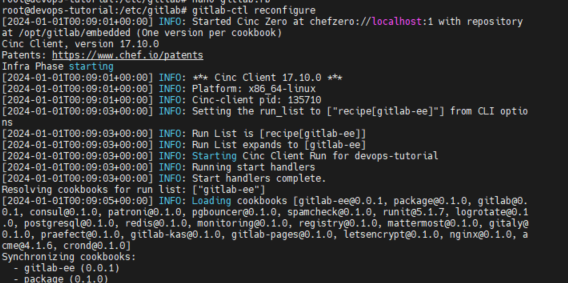 root@devops-tutorial:/etc/gitlab# nano gitlab.rb
root@devops-tutorial:/etc/gitlab# gitlab-ctl reconfigure
[2024-01-01T00:09:01+00:00] INFO: Started Cinc Zero at chefzero://localhost:1 with repository
at /opt/gitlab/embedded (One version per cookbook)
Cinc Client, version 17.10.0
Patents: https://www.chef.io/patents
Infra Phase starting
[2024-01-01T00:09:01+00:00] INFO: *** Cinc Client 17.10.0 ***
[2024-01-01T00:09:01+00:00] INFO: Platform: x86_64-linux
[2024-01-01T00:09:01+00:00] INFO: Cinc-client pid: 135710
[2024-01-01T00:09:03+00:00] INFO: Setting the run_list to ["recipe[gitlab-ee]"] from CLI optio
ns
[2024-01-01T00:09:03+00:00] INFO: Run List is [recipe[gitlab-ee]]
[2024-01-01T00:09:03+00:00] INFO: Run List expands to [gitlab-ee]
[2024-01-01T00:09:03+00:00] INFO: Starting Cinc Client Run for devops-tutorial
[2024-01-01T00:09:03+00:00] INFO: Running start handlers
[2024-01-01T00:09:03+00:00] INFO: Start handlers complete.
Resolving cookbooks for run list: ["gitlab-ee"]
[2024-01-01T00:09:05+00:00] INFO: Loading cookbooks [gitlab-ee@0.0.1, package@0.1.0, gitlab@0.
0.1, consul@0.1.0, patroni@0.1.0, pgbouncer@0.1.0, spamcheck@0.1.0, runit@5.1.7, logrotate@0.1
.0, postgresql@0.1.0, redis@0.1.0, monitoring@0.1.0, registry@0.1.0, mattermost@0.1.0, gitaly@
0.1.0, praefect@0.1.0, gitlab-kas@0.1.0, gitlab-pages@0.1.0, letsencrypt@0.1.0, nginx@0.1.0, a
cme@4.1.6, crond@0.1.0]
Synchronizing cookbooks:
- gitlab-ee (0.0.1)
- package (0.1.0)